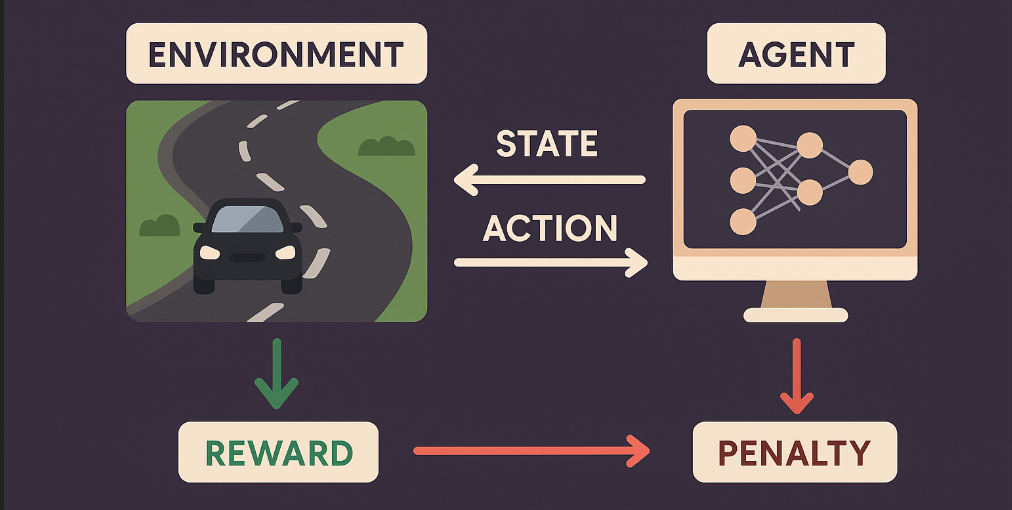 ENVIRONMENT
AGENT
STATE
ACTION
REWARD
PENALTY